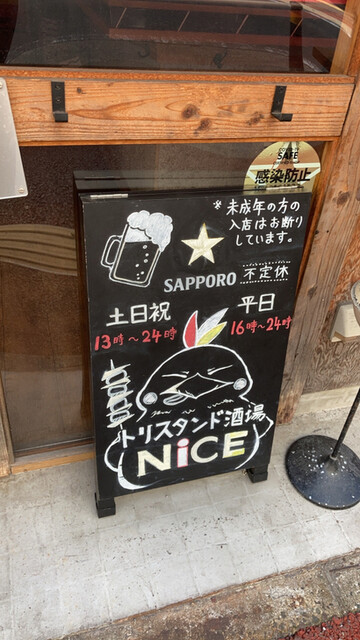 SAFE
感染防止
※未成年の方の
入店はお断り
しています。
SAPPORO
不定休
土日祝
13時〜24時
平日
16時〜24時
トリスタンド酒場
NiCE